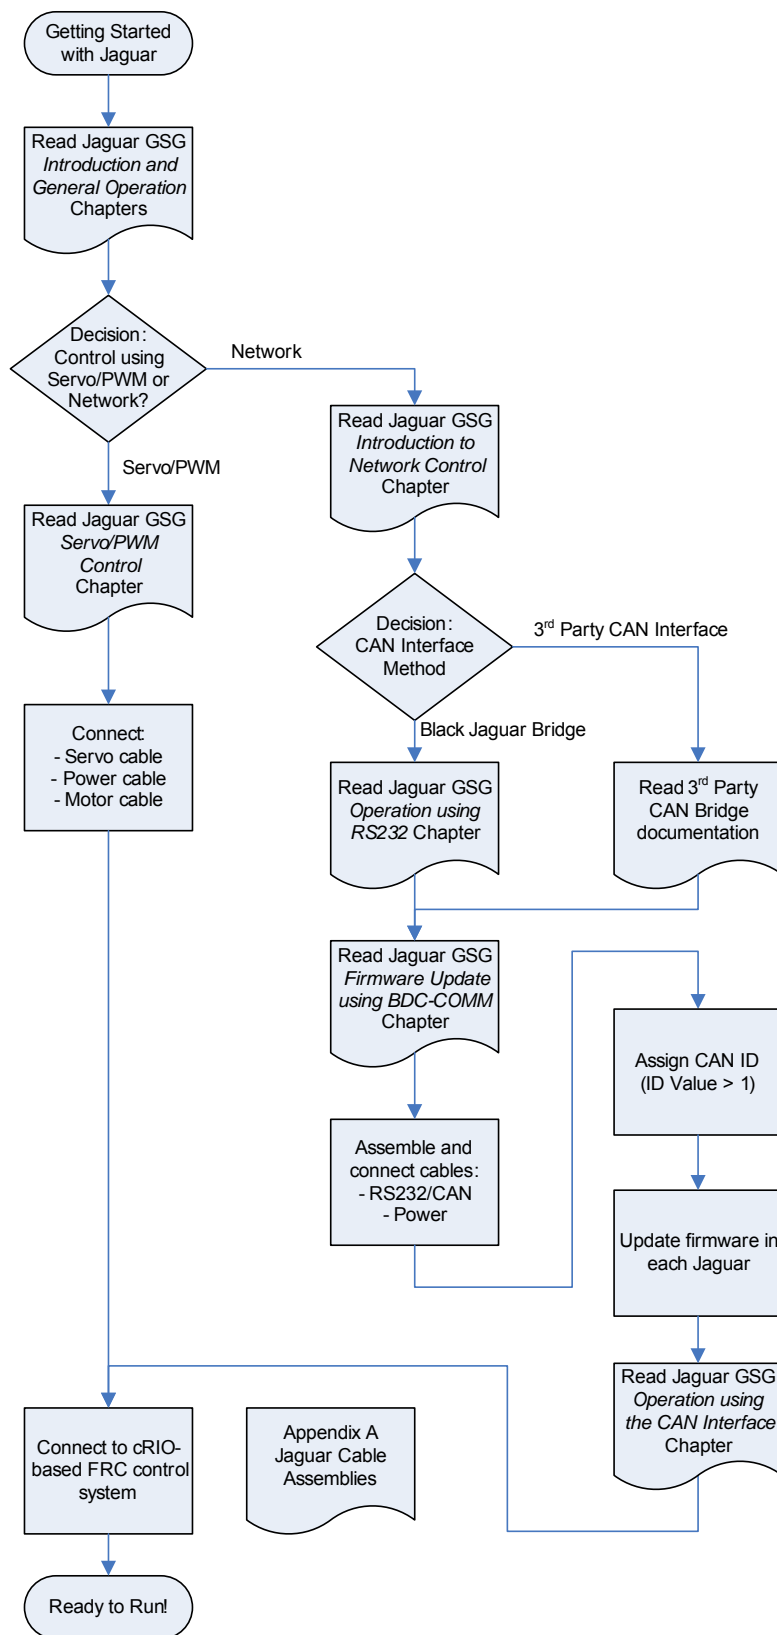 Getting Started
with Jaguar
Read Jaguar GSG
Introduction and
General Operation
Chapters
Decision:
Control using
Servo/PWM or
Network?
Network
Servo/PWM
Read Jaguar GSG
Servo/PWM
Control
Chapter
Connect:
- Servo cable
- Power cable
- Motor cable
Read Jaguar GSG
Introduction to
Network Control
Chapter
Decision:
CAN Interface
Method
3rd Party CAN Interface
Black Jaguar Bridge
Read Jaguar GSG
Operation using
RS232 Chapter
Read 3rd Party
CAN Bridge
documentation
Read Jaguar GSG
Firmware Update
using BDC-COMM
Chapter
Assemble and
connect cables:
- RS232/CAN
- Power
Assign CAN ID
(ID Value > 1)
Update firmware in
each Jaguar
Read Jaguar GSG
Operation using
the CAN Interface
Chapter
Connect to cRIO-
based FRC control
system
Appendix A
Jaguar Cable
Assemblies
Ready to Run!